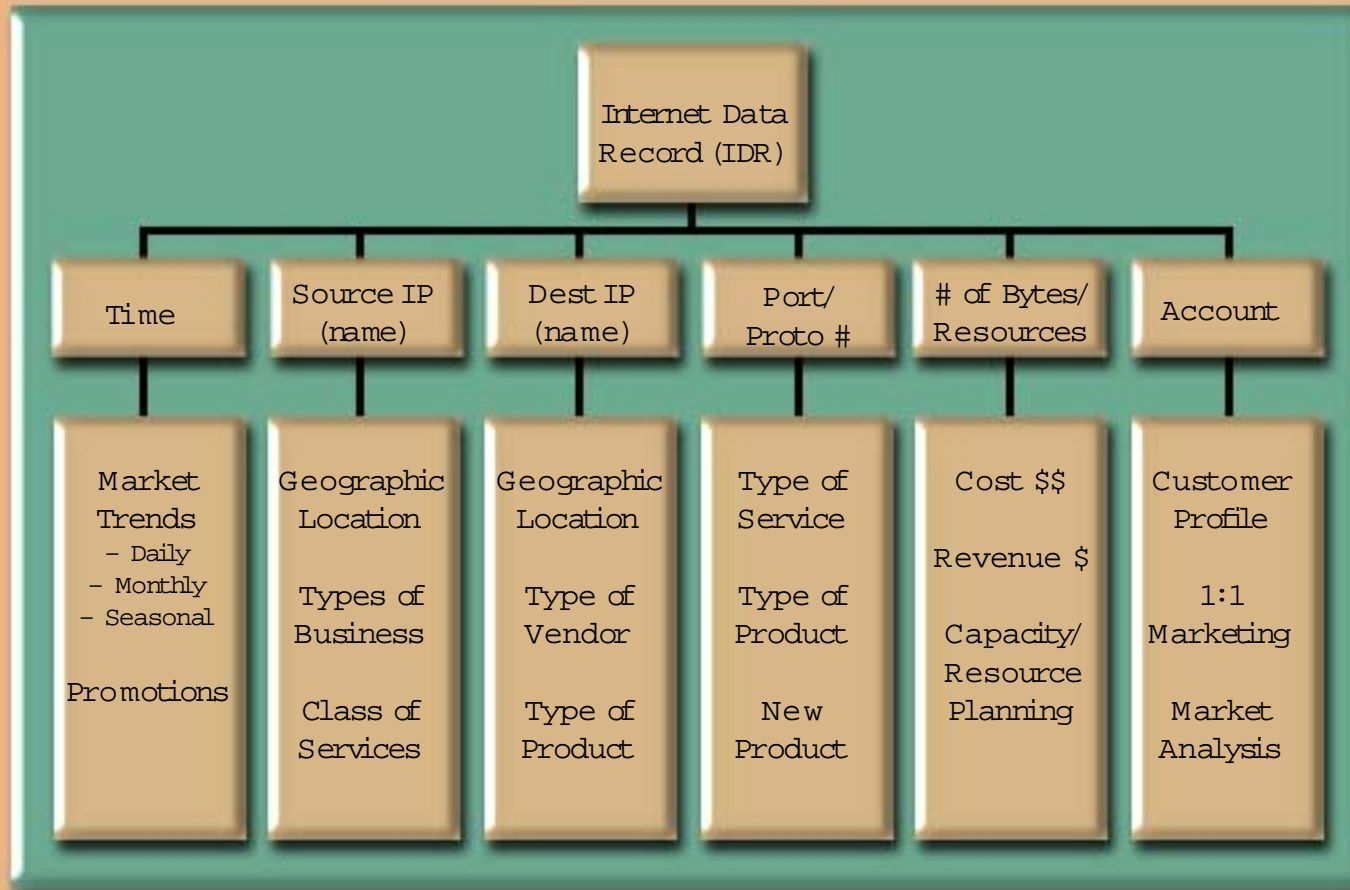 Internet Data
Record (IDR)
Time
Source IP
(name)
Dest IP
(name)
Port/
Proto #
# of Bytes/
Resources
Account
Market
Trends
– Daily
– Monthly
– Seasonal
Promotions
Geographic
Location
Types of
Business
Class of
Services
Geographic
Location
Type of
Vendor
Type of
Product
Type of
Service
Type of
Product
New
Product
Cost $$
Revenue $
Capacity/
Resource
Planning
Customer
Profile
1:1
Marketing
Market
Analysis